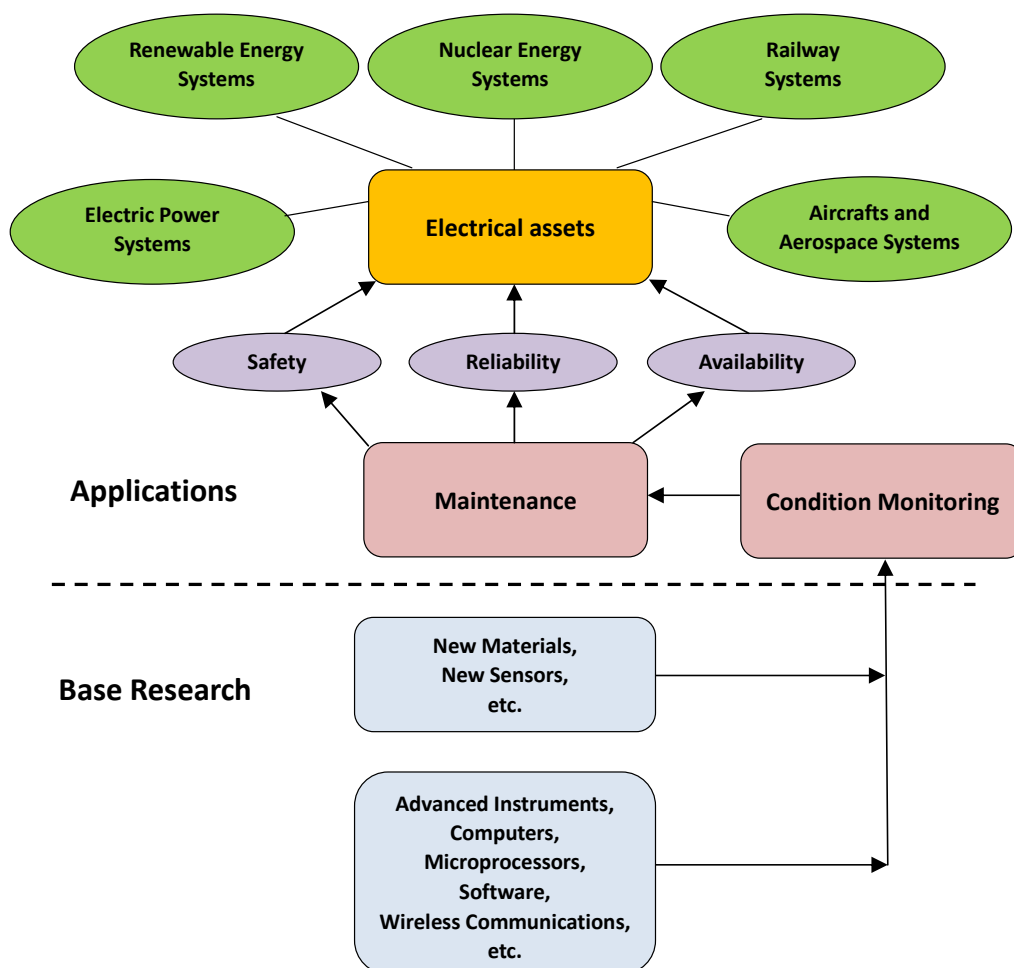 Renewable Energy
Systems
Nuclear Energy
Systems
Railway
Systems
Electric Power
Systems
Electrical assets
Aircrafts and
Aerospace Systems
Safety
Reliability
Availability
Applications
Maintenance
Condition Monitoring
Base Research
New Materials,
New Sensors,
etc.
Advanced Instruments,
Computers,
Microprocessors,
Software,
Wireless Communications,
etc.